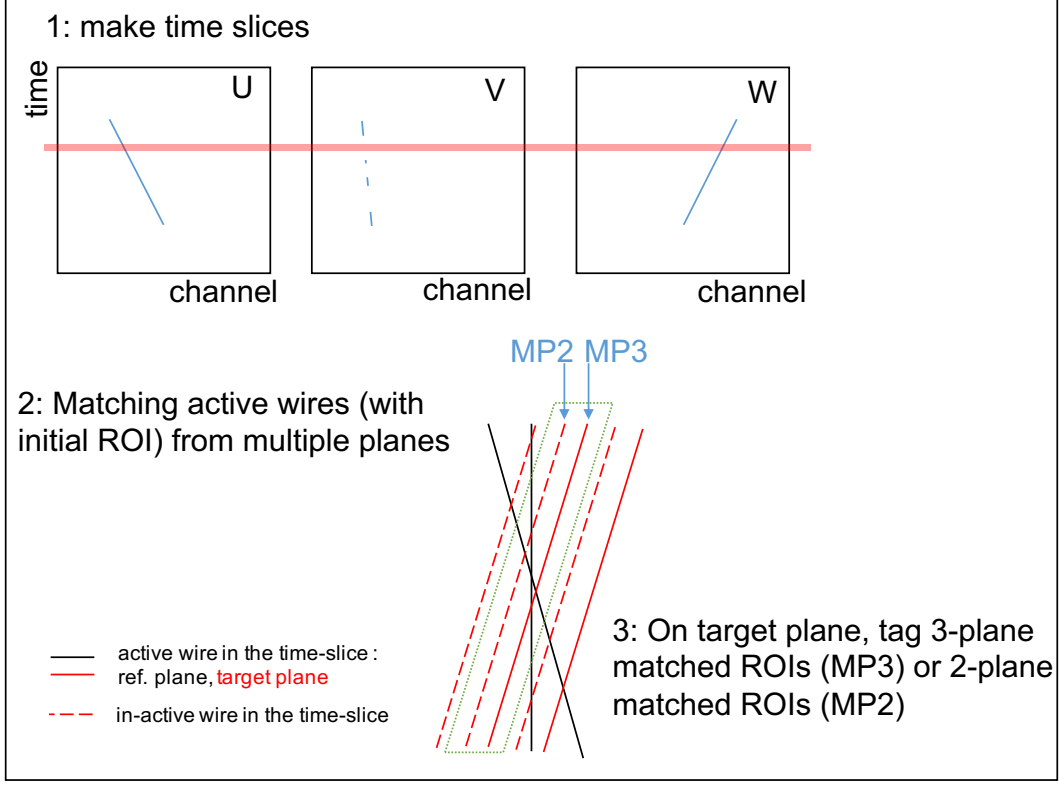 1: make time slices
time
U
V
W
channel
channel
channel
MP2 MP3
2: Matching active wires (with
initial ROI) from multiple planes
active wire in the time-slice :
ref. plane, target plane
in-active wire in the time-slice
3: On target plane, tag 3-plane
matched ROIs (MP3) or 2-plane
matched ROIs (MP2)